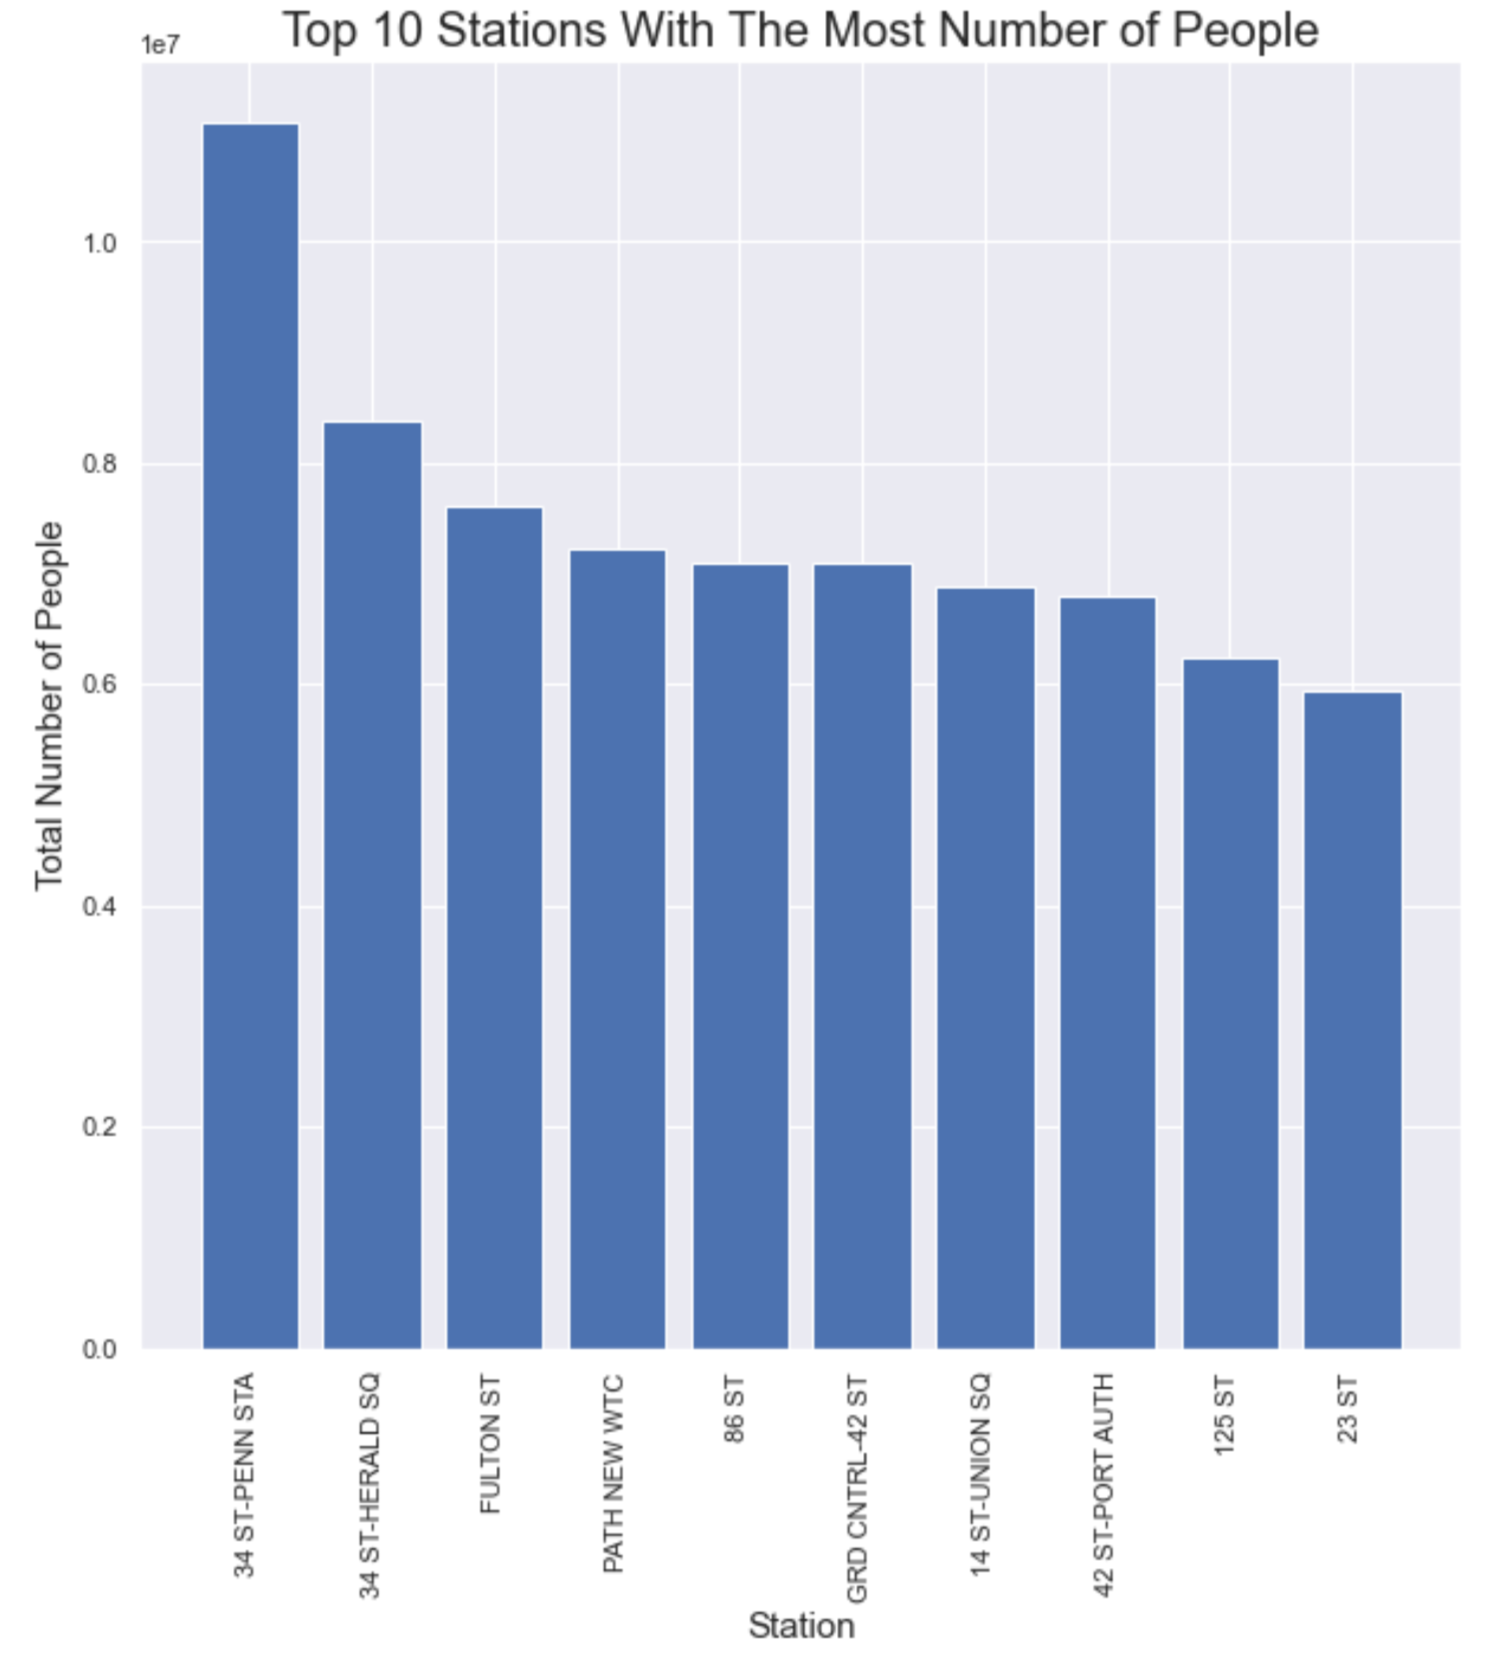 Top 10 Stations With The Most Number of People
1e7
1.0
0.8
0.6
0.4
0.2
0.0
Total Number of People
34 ST-PENN STA
34 ST-HERALD SQ
FULTON ST
PATH NEW WTC
86 ST
GRD CNTRL-42 ST
14 ST-UNION SQ
42 ST-PORT AUTH
125 ST
23 ST
Station